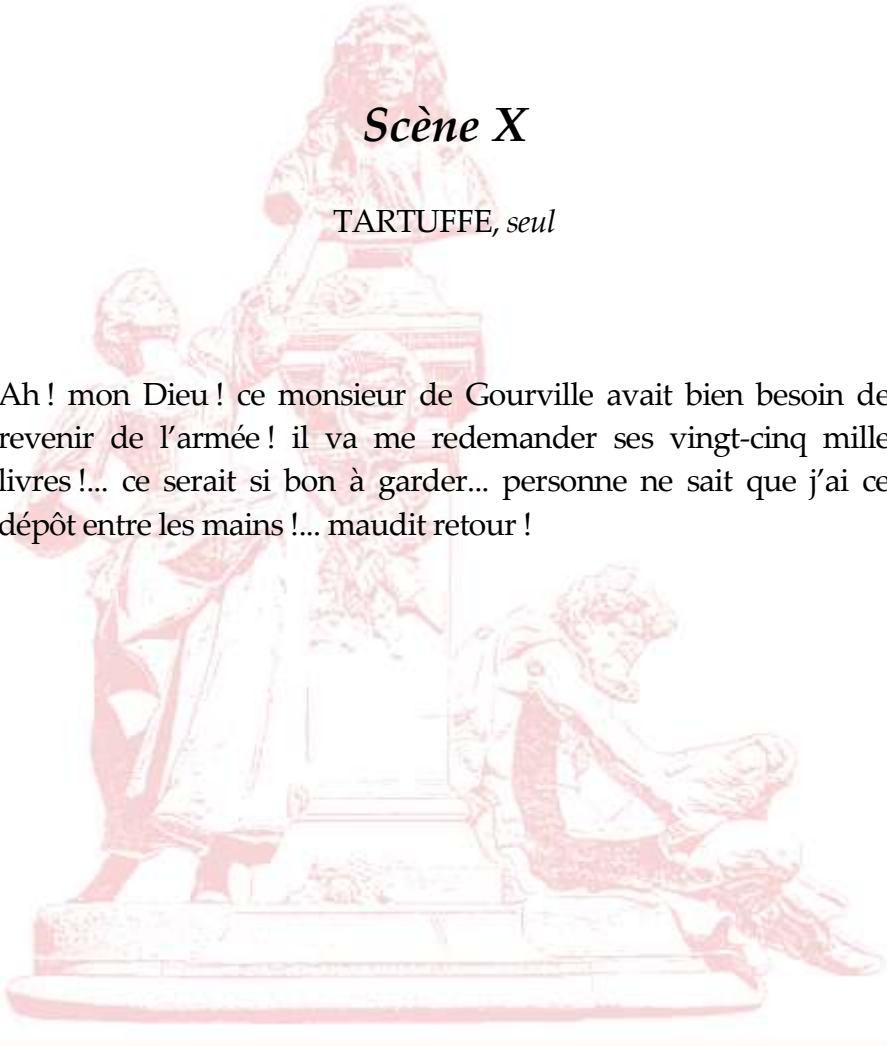 Scène X
TARTUFFE, seul
Ah ! mon Dieu ! ce monsieur de Gourville avait bien besoin de
revenir de l’armée ! il va me redemander ses vingt-cinq mille
livres !... ce serait si bon à garder... personne ne sait que j’ai ce
dépôt entre les mains !... maudit retour !